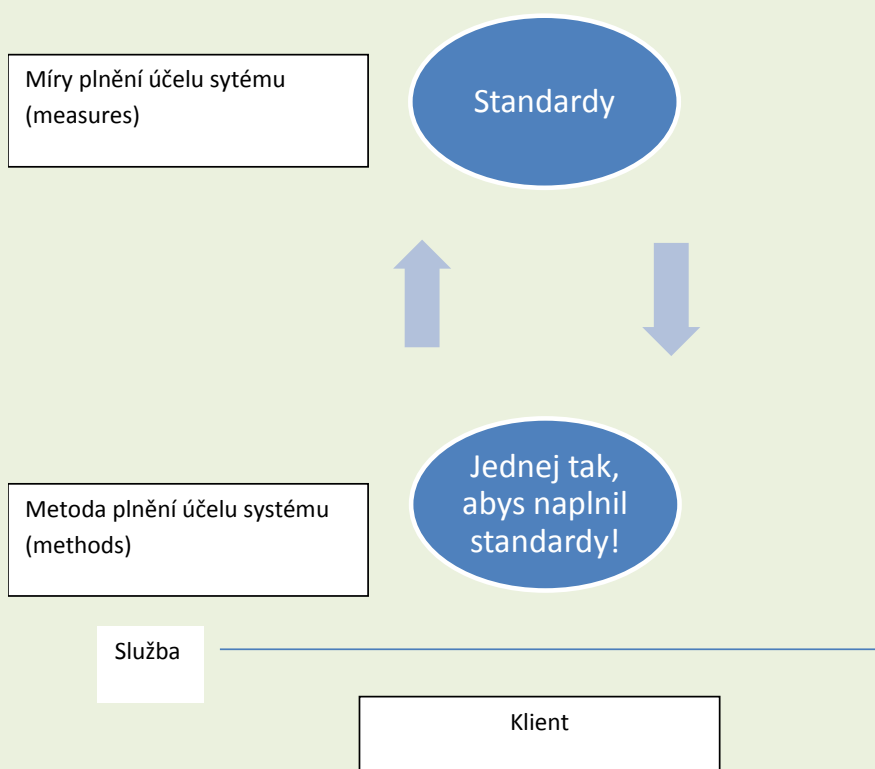 Míry plnění účelu sytému
(measures)
Standardy
Jednej tak,
abys naplnil
standardy!
Metoda plnění účelu systému
(methods)
Služba
Klient